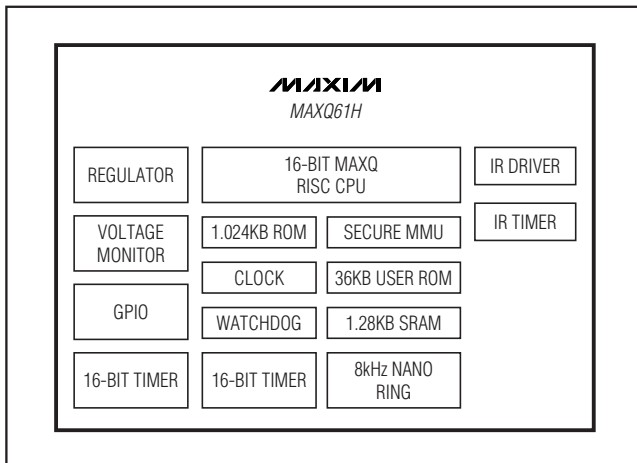 MAXIM
MAXQ61H
REGULATOR
16-BIT MAXQ
RISC CPU
IR DRIVER
VOLTAGE
MONITOR
1.024KB ROM
SECURE MMU
IR TIMER
CLOCK
36KB USER ROM
GPIO
WATCHDOG
1.28KB SRAM
16-BIT TIMER
16-BIT TIMER
8kHz NANO
RING